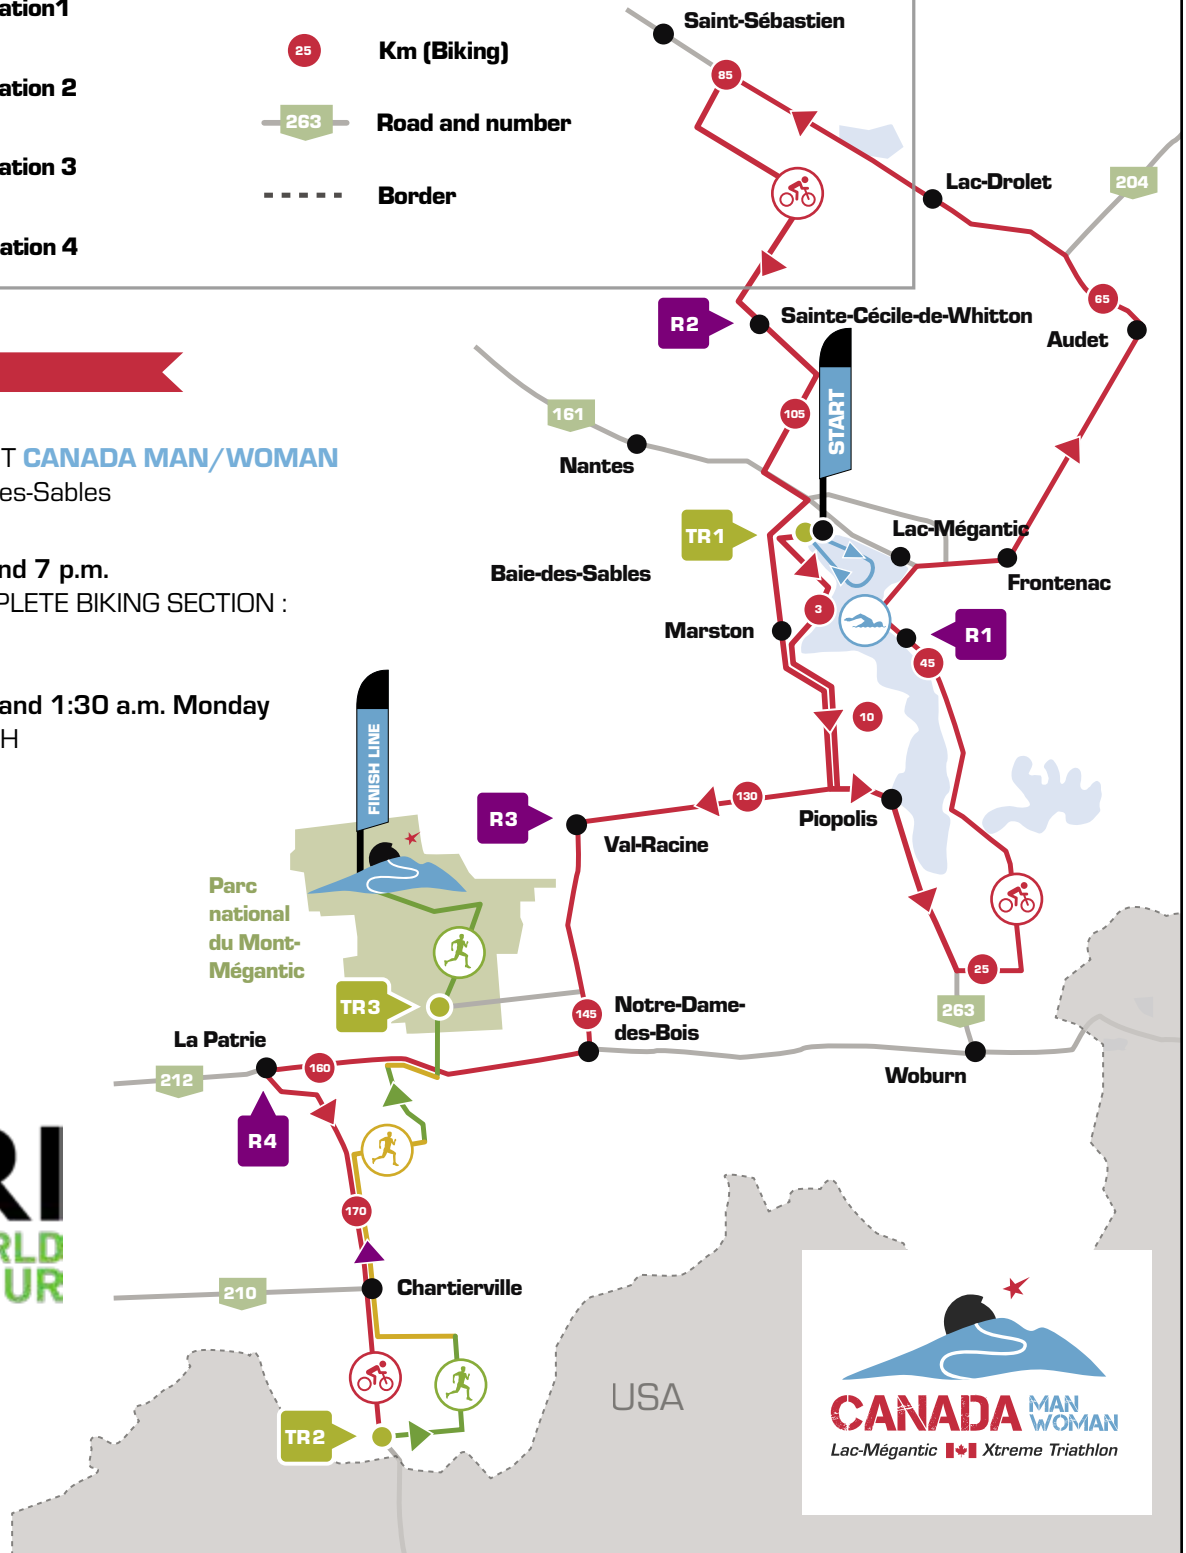 ation1
ation 2
ation 3
ation 4
25
Km (Biking)
263
Road and number
Border
Saint-Sébastien
85
Lac-Drolet
204
65
Audet
R2
Sainte-Cécile-de-Whitton
START
105
161
Nantes
T CANADA MAN/WOMAN
es-Sables
nd 7 p.m.
PLETE BIKING SECTION :
and 1:30 a.m. Monday
H
TR1
Lac-Mégantic
Baie-des-Sables
Frontenac
3
Marston
R1
45
10
FINISH LINE
130
R3
Piopolis
Val-Racine
Parc
national
du Mont-
Mégantic
25
TR3
145
Notre-Dame-
des-Bois
263
La Patrie
160
212
Woburn
R4
RI
RLD
UR
170
210
Chartierville
USA
TR2
CANADA MAN
WOMAN
Lac-Mégantic Xtreme Triathlon